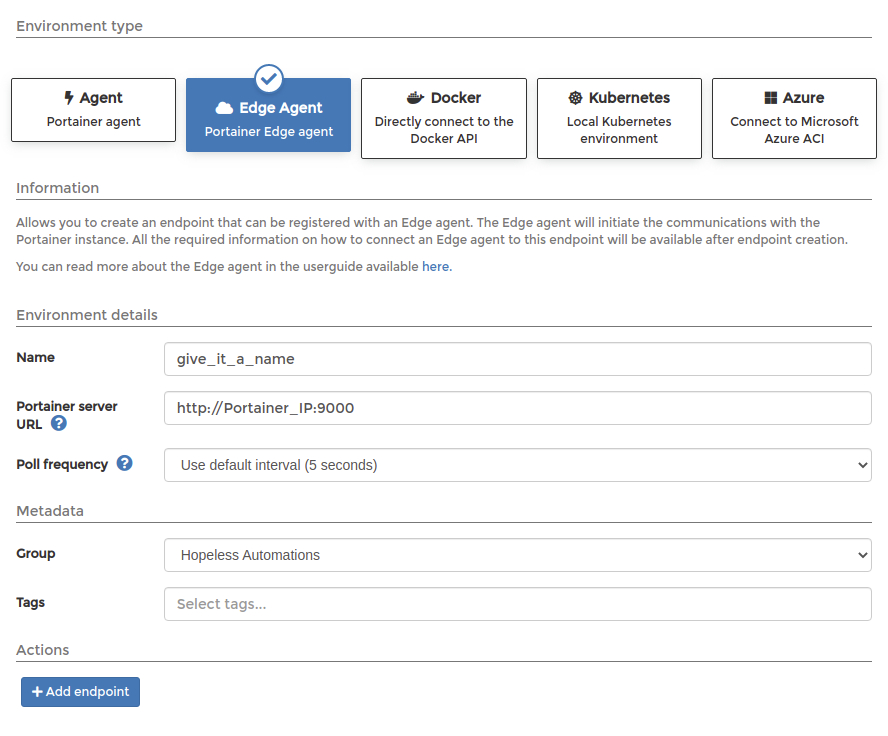 Environment type
Agent
Portainer agent
Edge Agent
Portainer Edge agent
Docker
Directly connect to the
Docker API
Kubernetes
Local Kubernetes
environment
Azure
Connect to Microsoft
Azure ACI
Information
Allows you to create an endpoint that can be registered with an Edge agent. The Edge agent will initiate the communications with the
Portainer instance. All the required information on how to connect an Edge agent to this endpoint will be available after endpoint creation.
You can read more about the Edge agent in the userguide available here.
Environment details
Name
give_it_a_name
Portainer server
URL
http://Portainer_IP:9000
Poll frequency
Use default interval (5 seconds)
Metadata
Group
Hopeless Automations
Tags
Select tags...
Actions
+ Add endpoint